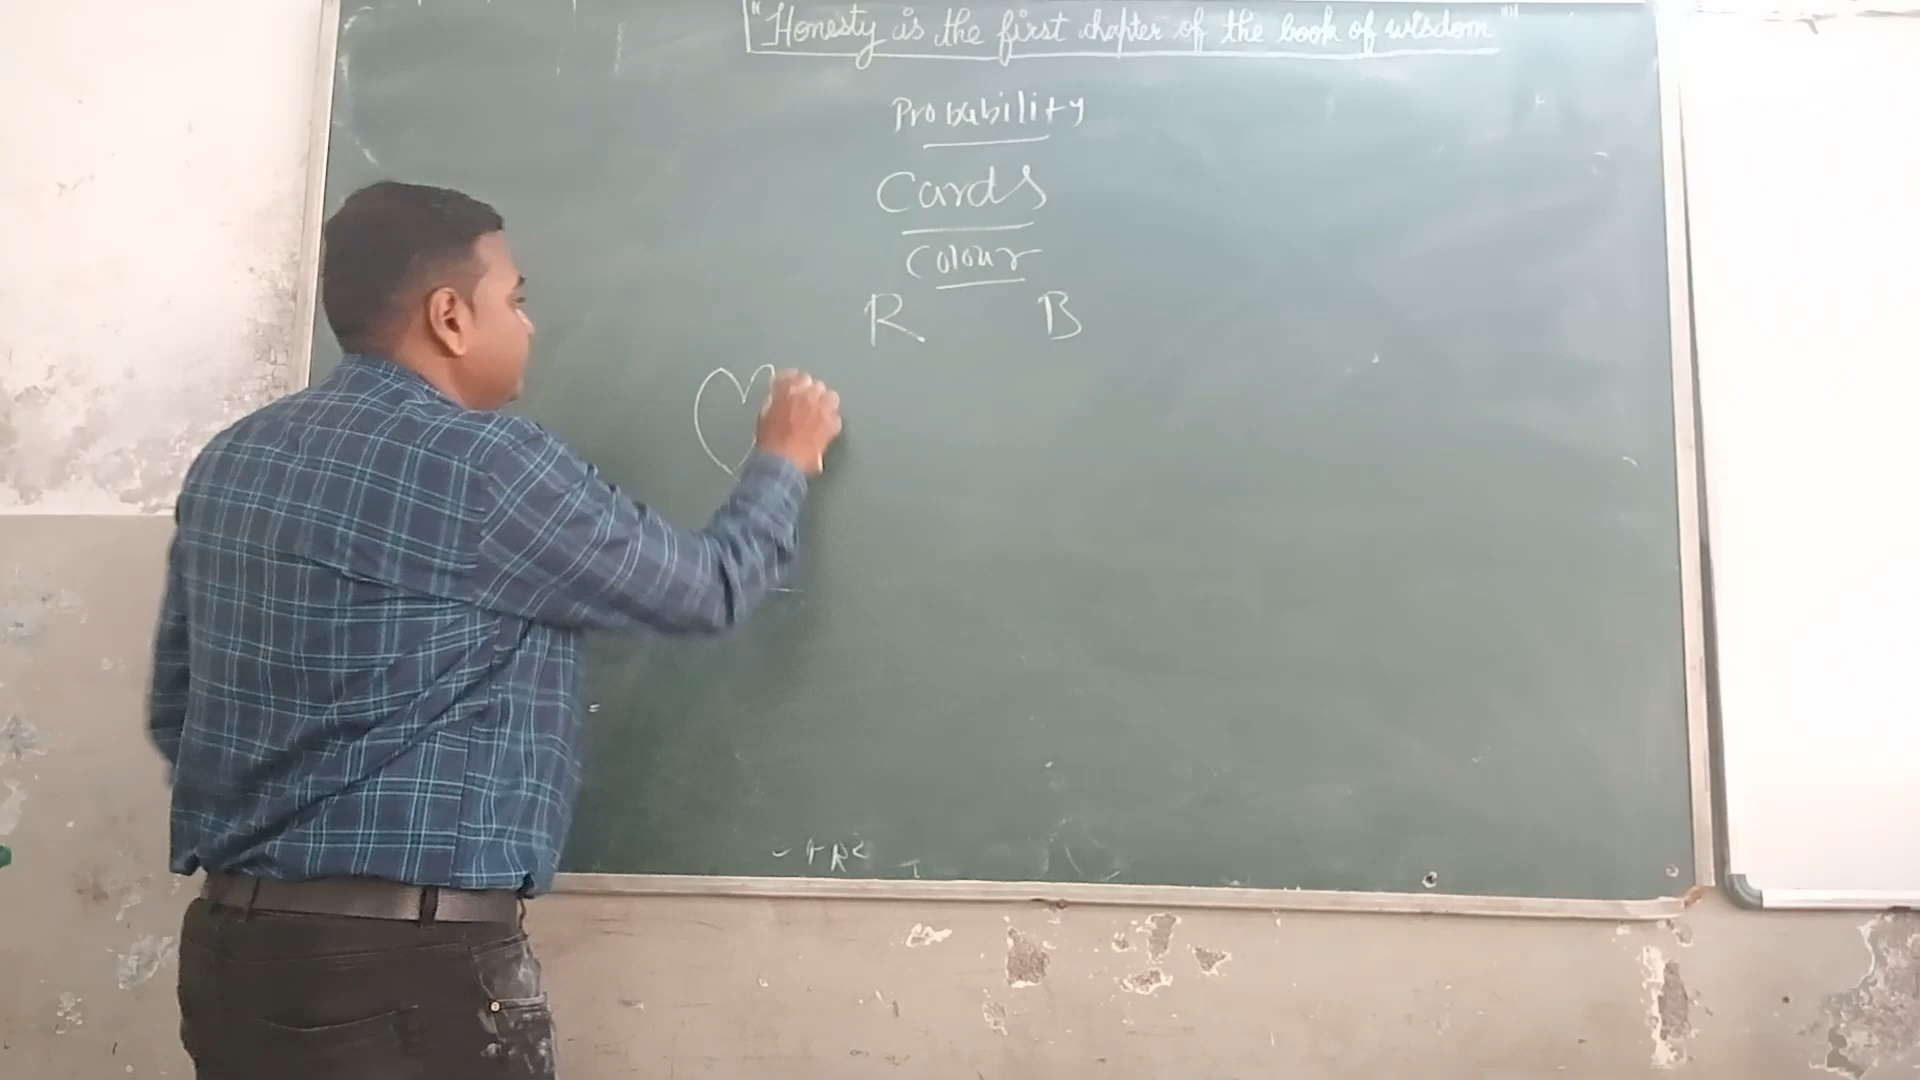 "Honesty is the first chapter of the book of wisdom"
Probability
Cards
Colour
R B